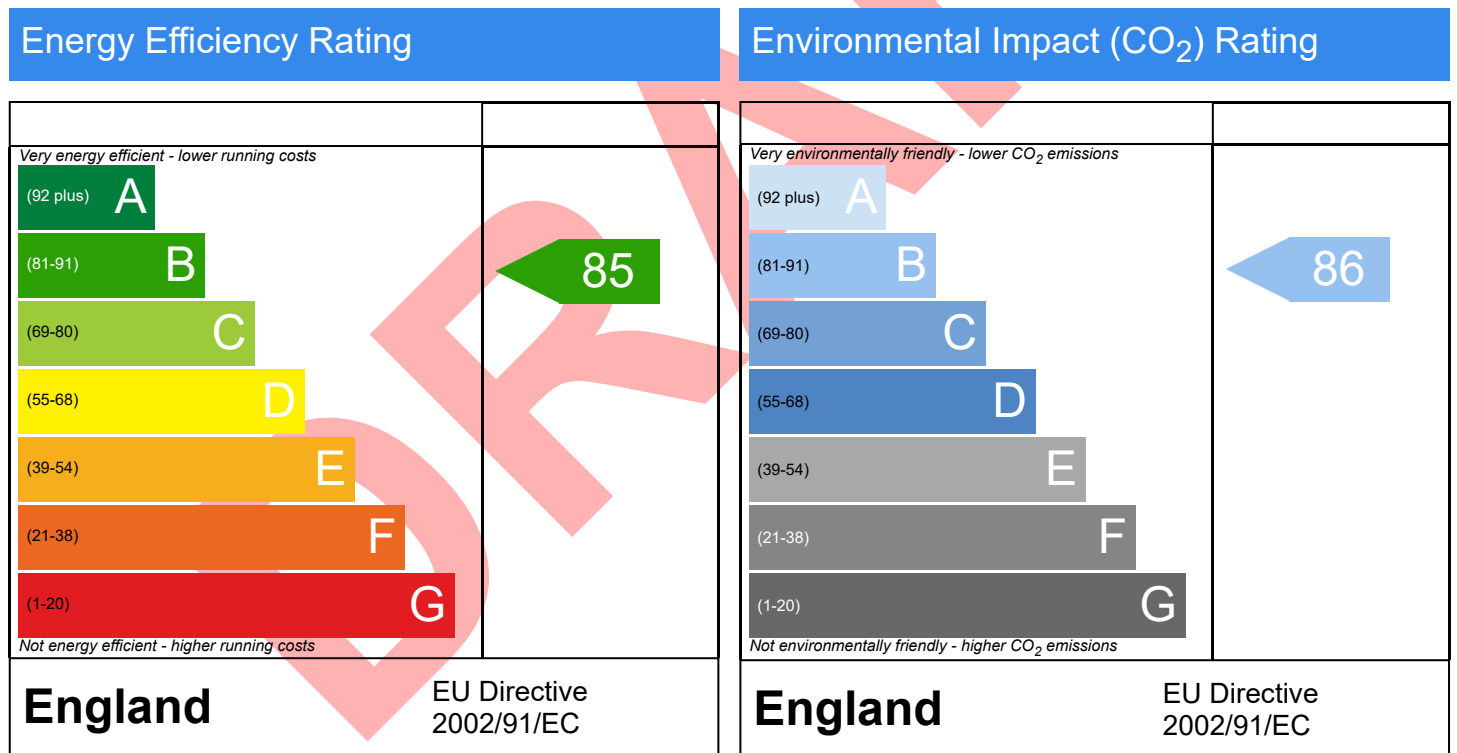 Energy Efficiency Rating
Very energy efficient - lower running costs
(92 plus) A
(81-91) B
(69-80) C
(55-68) D
(39-54) E
(21-38) F
(1-20) G
Not energy efficient - higher running costs
85
England
EU Directive
2002/91/EC
Environmental Impact (CO2) Rating
Very environmentally friendly - lower CO2 emissions
(92 plus) A
(81-91) B
(69-80) C
(55-68) D
(39-54) E
(21-38) F
(1-20) G
Not environmentally friendly - higher CO2 emissions
86
England
EU Directive
2002/91/EC
DRA